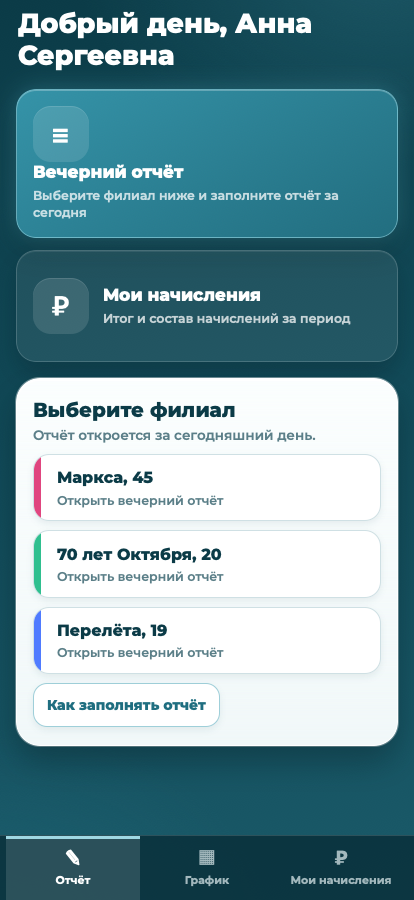 Добрый день, Анна
Сергеевна
Вечерний отчёт
Выберите филиал ниже и заполните отчёт за
сегодня
₽
Мои начисления
Итог и состав начислений за период
Выберите филиал
Отчёт откроется за сегодняшний день.
Маркса, 45
Открыть вечерний отчёт
70 лет Октября, 20
Открыть вечерний отчёт
Перелёта, 19
Открыть вечерний отчёт
Как заполнять отчёт
Отчёт
График
₽
Мои начисления